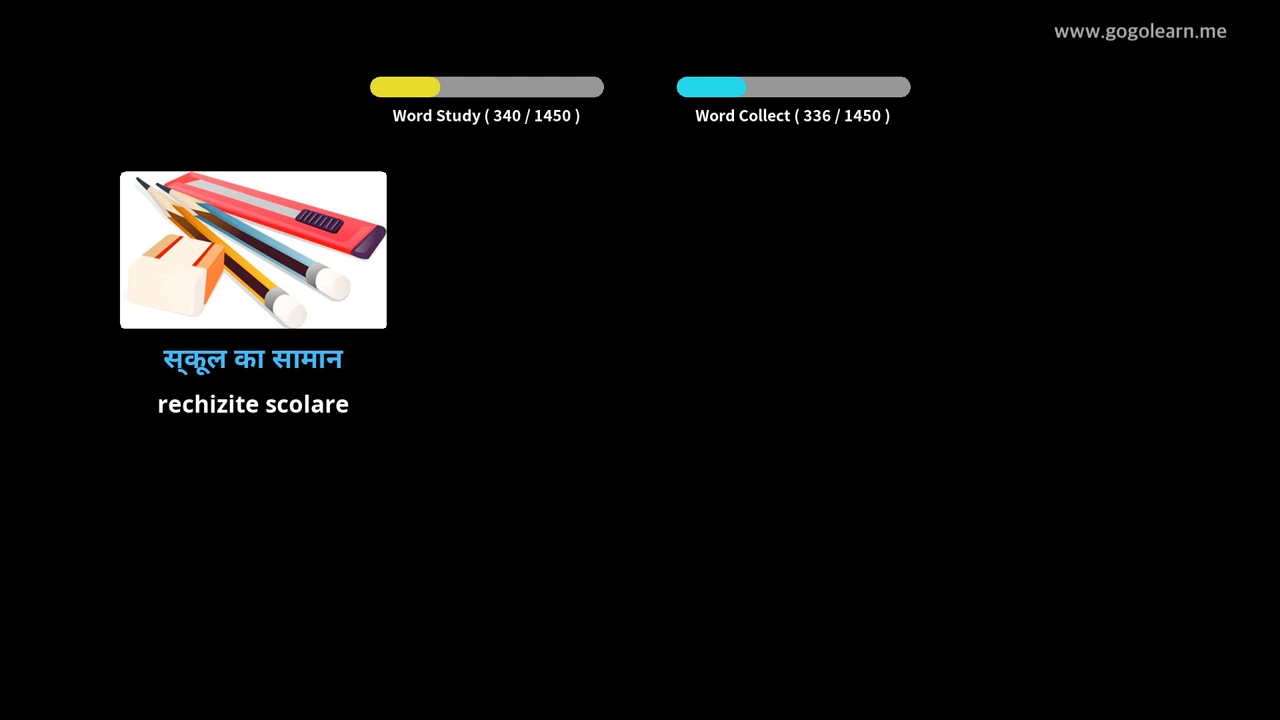 www.gogolearn.me
Word Study ( 340 / 1450 )
Word Collect ( 336 / 1450 )
स्कूल का सामान
rechizite scolare